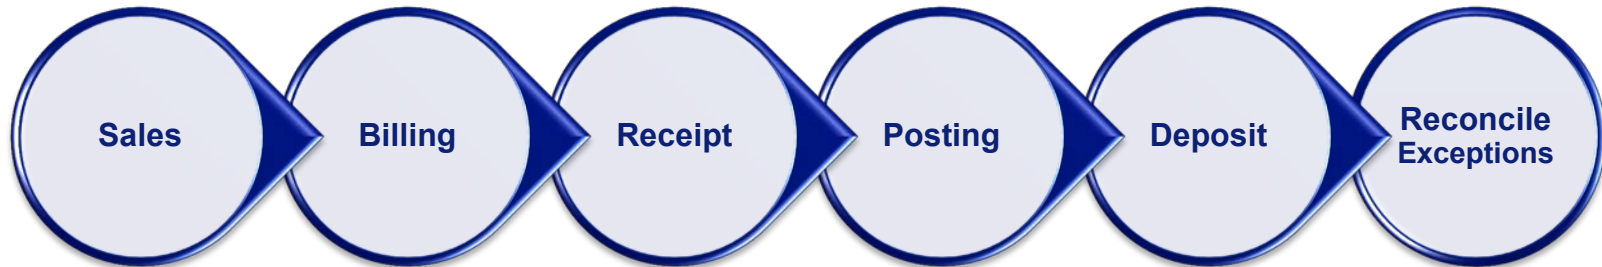 Sales
Billing
Receipt
Posting
Deposit
Reconcile
Exceptions